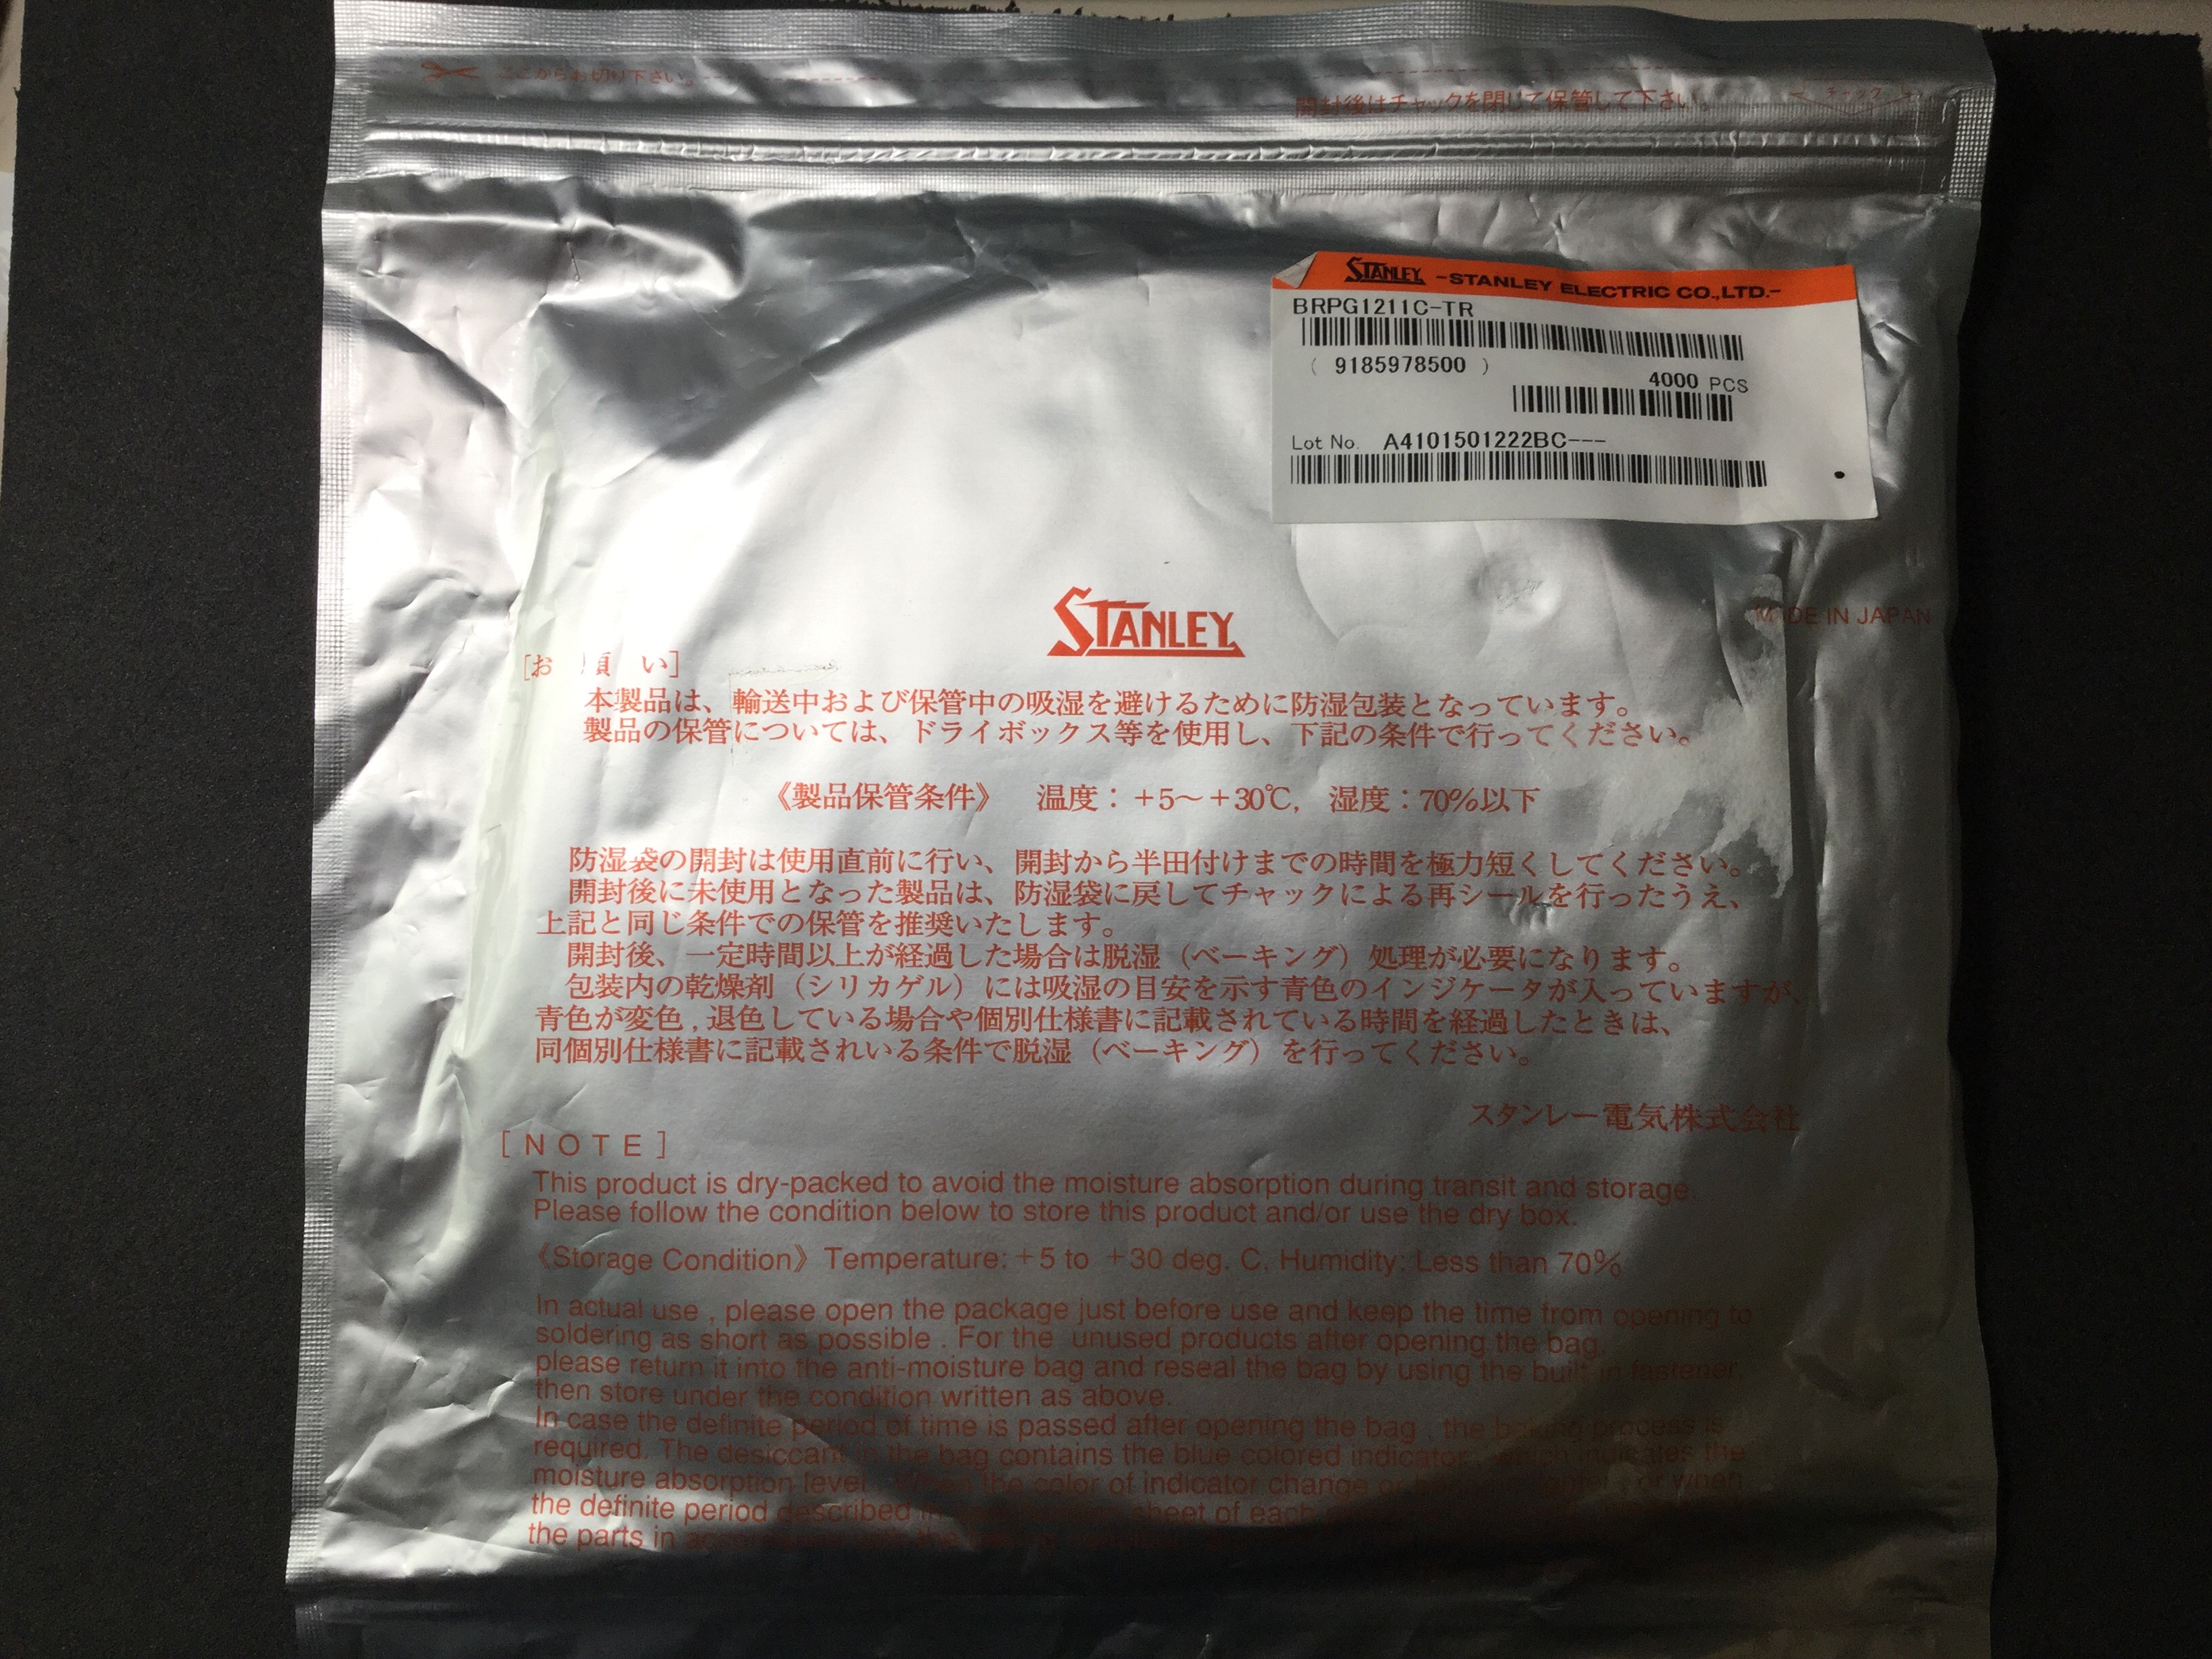 ここからお切り下さい。
開封後はチャックを閉じて保管して下さい。
チャック
STANLEY -STANLEY ELECTRIC CO.,LTD.-
BRPG1211C-TR
( 9185978500 )
4000 PCS
Lot No. A4101501222BC---
STANLEY
MADE IN JAPAN
[お 願 い]
本製品は、輸送中および保管中の吸湿を避けるために防湿包装となっています。
製品の保管については、ドライボックス等を使用し、下記の条件で行ってください。
《製品保管条件》 温度：+5～+30℃, 湿度：70%以下
防湿袋の開封は使用直前に行い、開封から半田付けまでの時間を極力短くしてください。
開封後に未使用となった製品は、防湿袋に戻してチャックによる再シールを行ったうえ、
上記と同じ条件での保管を推奨いたします。
開封後、一定時間以上が経過した場合は脱湿（ベーキング）処理が必要になります。
包装内の乾燥剤（シリカゲル）には吸湿の目安を示す青色のインジケータが入っていますが、
青色が変色,退色している場合や個別仕様書に記載されている時間を経過したときは、
同個別仕様書に記載されいる条件で脱湿（ベーキング）を行ってください。
スタンレー電気株式会社
[NOTE]
This product is dry-packed to avoid the moisture absorption during transit and storage.
Please follow the condition below to store this product and/or use the dry box.
《Storage Condition》 Temperature: +5 to +30 deg. C, Humidity: Less than 70%
In actual use , please open the package just before use and keep the time from opening to
soldering as short as possible . For the unused products after opening the bag,
please return it into the anti-moisture bag and reseal the bag by using the built in fastener,
then store under the condition written as above.
In case the definite period of time is passed after opening the bag , the baking process is
required. The desiccant in the bag contains the blue colored indicator , which indicates the
moisture absorption level. When the color of indicator change or when
the definite period described in sheet of each
the parts in